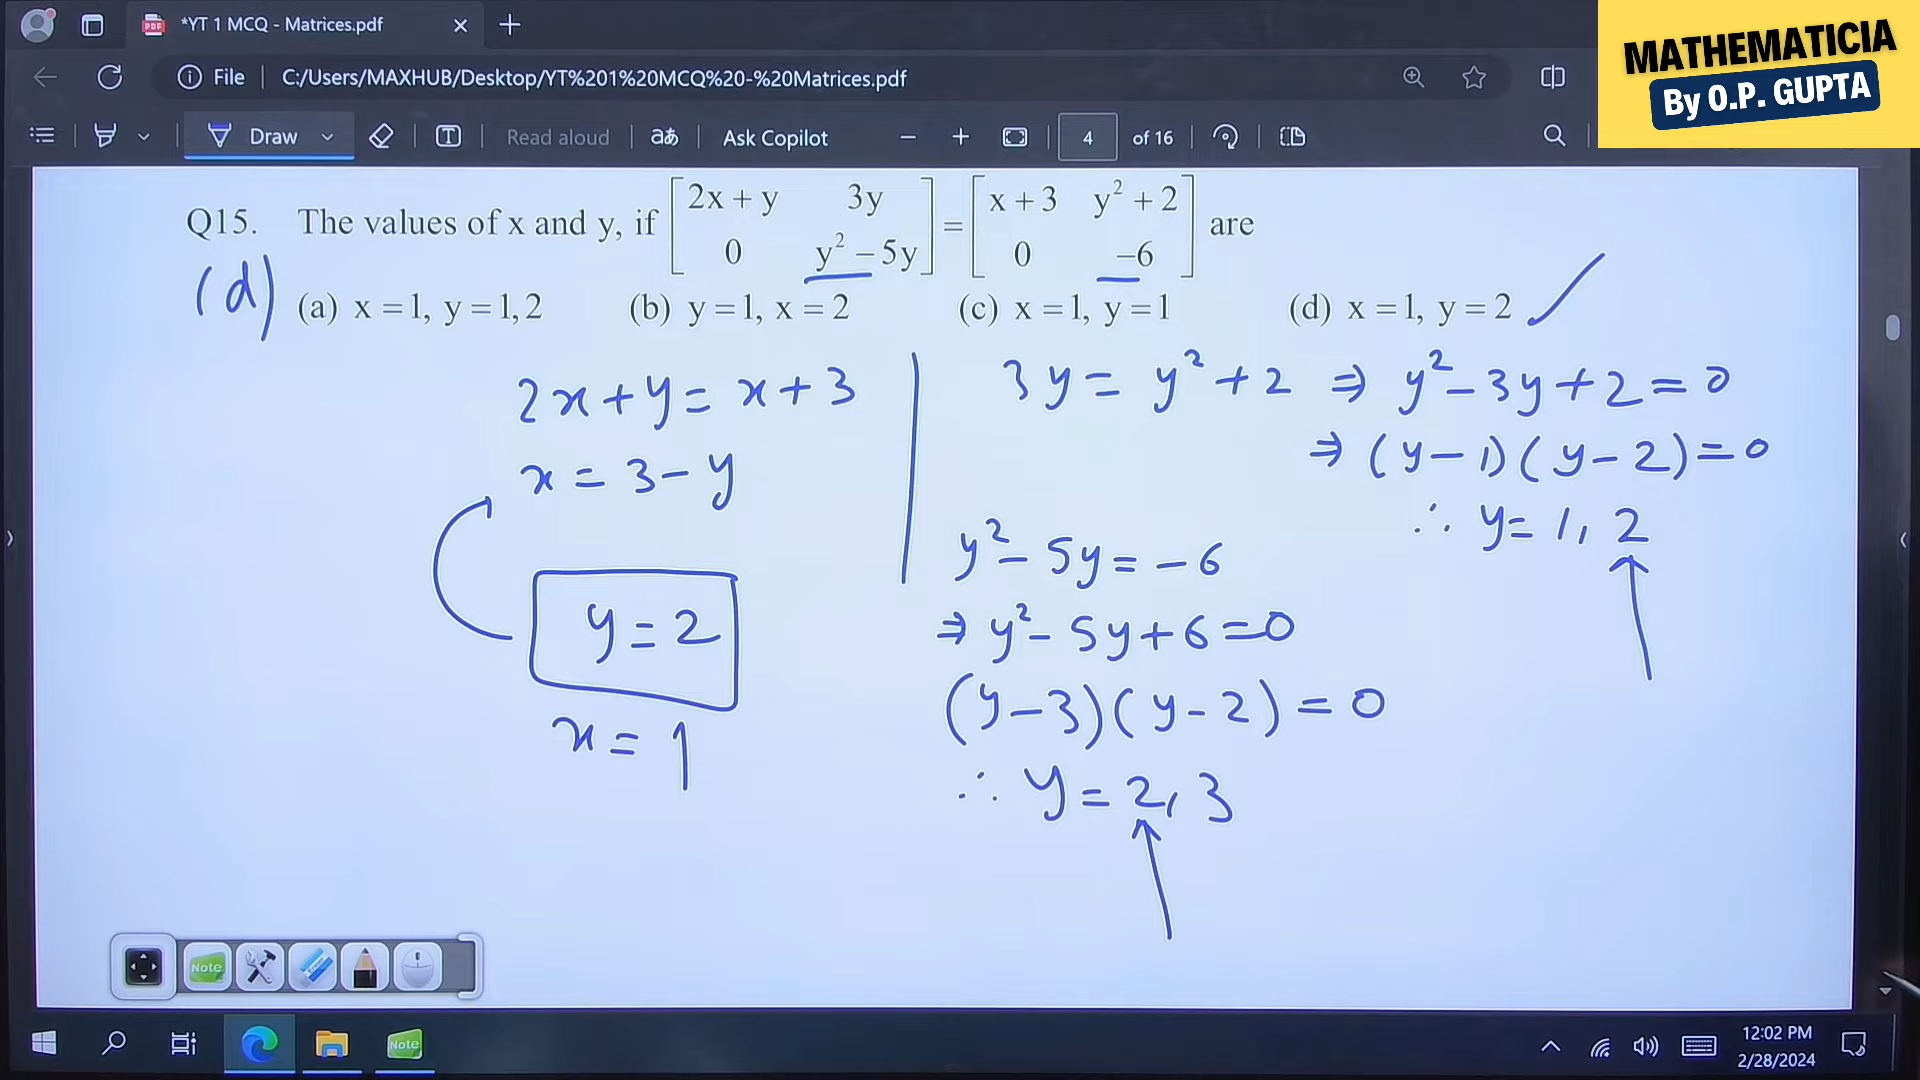 *YT 1 MCQ - Matrices.pdf
MATHEMATICIA
By O.P. GUPTA
File C:/Users/MAXHUB/Desktop/YT%201%20MCQ%20-%20Matrices.pdf
Draw Read aloud aあ Ask Copilot 4 of 16
Q15. The values of x and y, if [2x + y 3y; 0 y² – 5y] = [x + 3 y² + 2; 0 –6] are
(d)
(a) x = 1, y = 1, 2 (b) y = 1, x = 2 (c) x = 1, y = 1 (d) x = 1, y = 2 ✓
2x + y = x + 3
x = 3 - y
y = 2
x = 1
3y = y² + 2 ⇒ y² - 3y + 2 = 0
⇒ (y - 1)(y - 2) = 0
∴ y = 1, 2
y² - 5y = - 6
⇒ y² - 5y + 6 = 0
(y - 3)(y - 2) = 0
∴ y = 2, 3
Note
Note
12:02 PM
2/28/2024